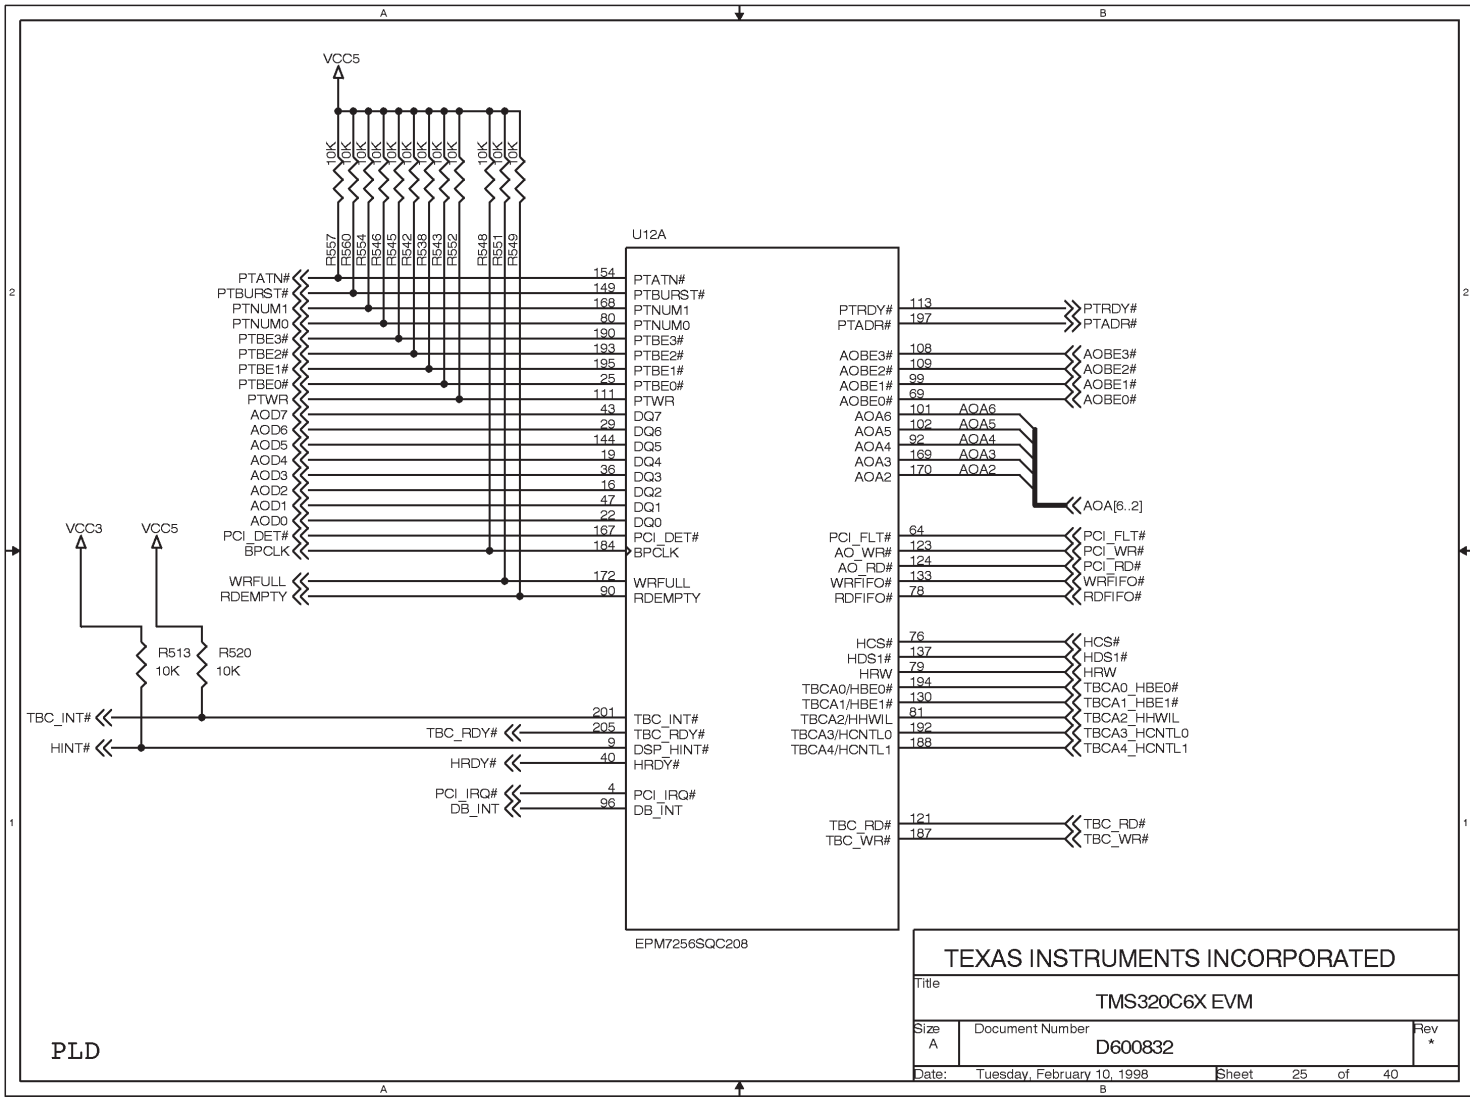 A B
VCC5
10K 10K 10K 10K 10K 10K 10K 10K 10K 10K 10K 10K
R557 R560 R554 R546 R545 R542 R538 R543 R552 R548 R551 R549
U12A
2 2
PTATN# 154 PTATN#
PTBURST# 149 PTBURST#
PTNUM1 168 PTNUM1 PTRDY# 113 PTRDY#
PTNUM0 80 PTNUM0 PTADR# 197 PTADR#
PTBE3# 190 PTBE3#
PTBE2# 193 PTBE2# AOBE3# 108 AOBE3#
PTBE1# 195 PTBE1# AOBE2# 109 AOBE2#
PTBE0# 25 PTBE0# AOBE1# 99 AOBE1#
PTWR 111 PTWR AOBE0# 69 AOBE0#
AOD7 43 DQ7 AOA6 101 AOA6
AOD6 29 DQ6 AOA5 102 AOA5
AOD5 144 DQ5 AOA4 92 AOA4
AOD4 19 DQ4 AOA3 169 AOA3
AOD3 36 DQ3 AOA2 170 AOA2
AOD2 16 DQ2
AOD1 47 DQ1 AOA[6..2]
AOD0 22 DQ0
VCC3 VCC5
PCI_DET# 167 PCI_DET# PCI_FLT# 64 PCI_FLT#
BPCLK 184 BPCLK AO_WR# 123 PCI_WR#
AO_RD# 124 PCI_RD#
WRFULL 172 WRFULL WRFIFO# 133 WRFIFO#
RDEMPTY 90 RDEMPTY RDFIFO# 78 RDFIFO#
R513 R520
10K 10K
HCS# 76 HCS#
HDS1# 137 HDS1#
HRW 79 HRW
TBCA0/HBE0# 194 TBCA0_HBE0#
TBCA1/HBE1# 130 TBCA1_HBE1#
TBC_INT# 201 TBC_INT# TBCA2/HHWIL 81 TBCA2_HHWIL
TBC_RDY# 205 TBC_RDY# TBCA3/HCNTL0 192 TBCA3_HCNTL0
HINT# 9 DSP_HINT# TBCA4/HCNTL1 188 TBCA4_HCNTL1
HRDY# 40 HRDY#
PCI_IRQ# 4 PCI_IRQ#
DB_INT 96 DB_INT
1 1
TBC_RD# 121 TBC_RD#
TBC_WR# 187 TBC_WR#
EPM7256SQC208
TEXAS INSTRUMENTS INCORPORATED
Title
TMS320C6X EVM
Size Document Number Rev
A D600832 *
PLD
Date: Tuesday, February 10, 1998 Sheet 25 of 40
A B